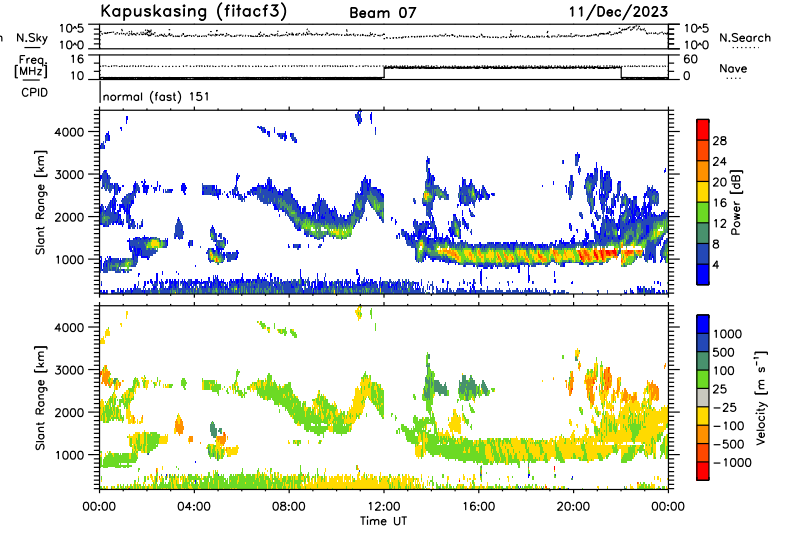 Kapuskasing (fitacf3) Beam 07 11/Dec/2023
N.Sky 10^5 10^0 10^5 10^0 N.Search
Freq. [MHz] 16 10 60 0 Nave
CPID normal (fast) 151
Slant Range [km] 4000 3000 2000 1000
28 24 20 16 12 8 4 Power [dB]
Slant Range [km] 4000 3000 2000 1000
1000 500 100 25 −25 −100 −500 −1000 Velocity [m s⁻¹]
00:00 04:00 08:00 12:00 16:00 20:00 00:00
Time UT